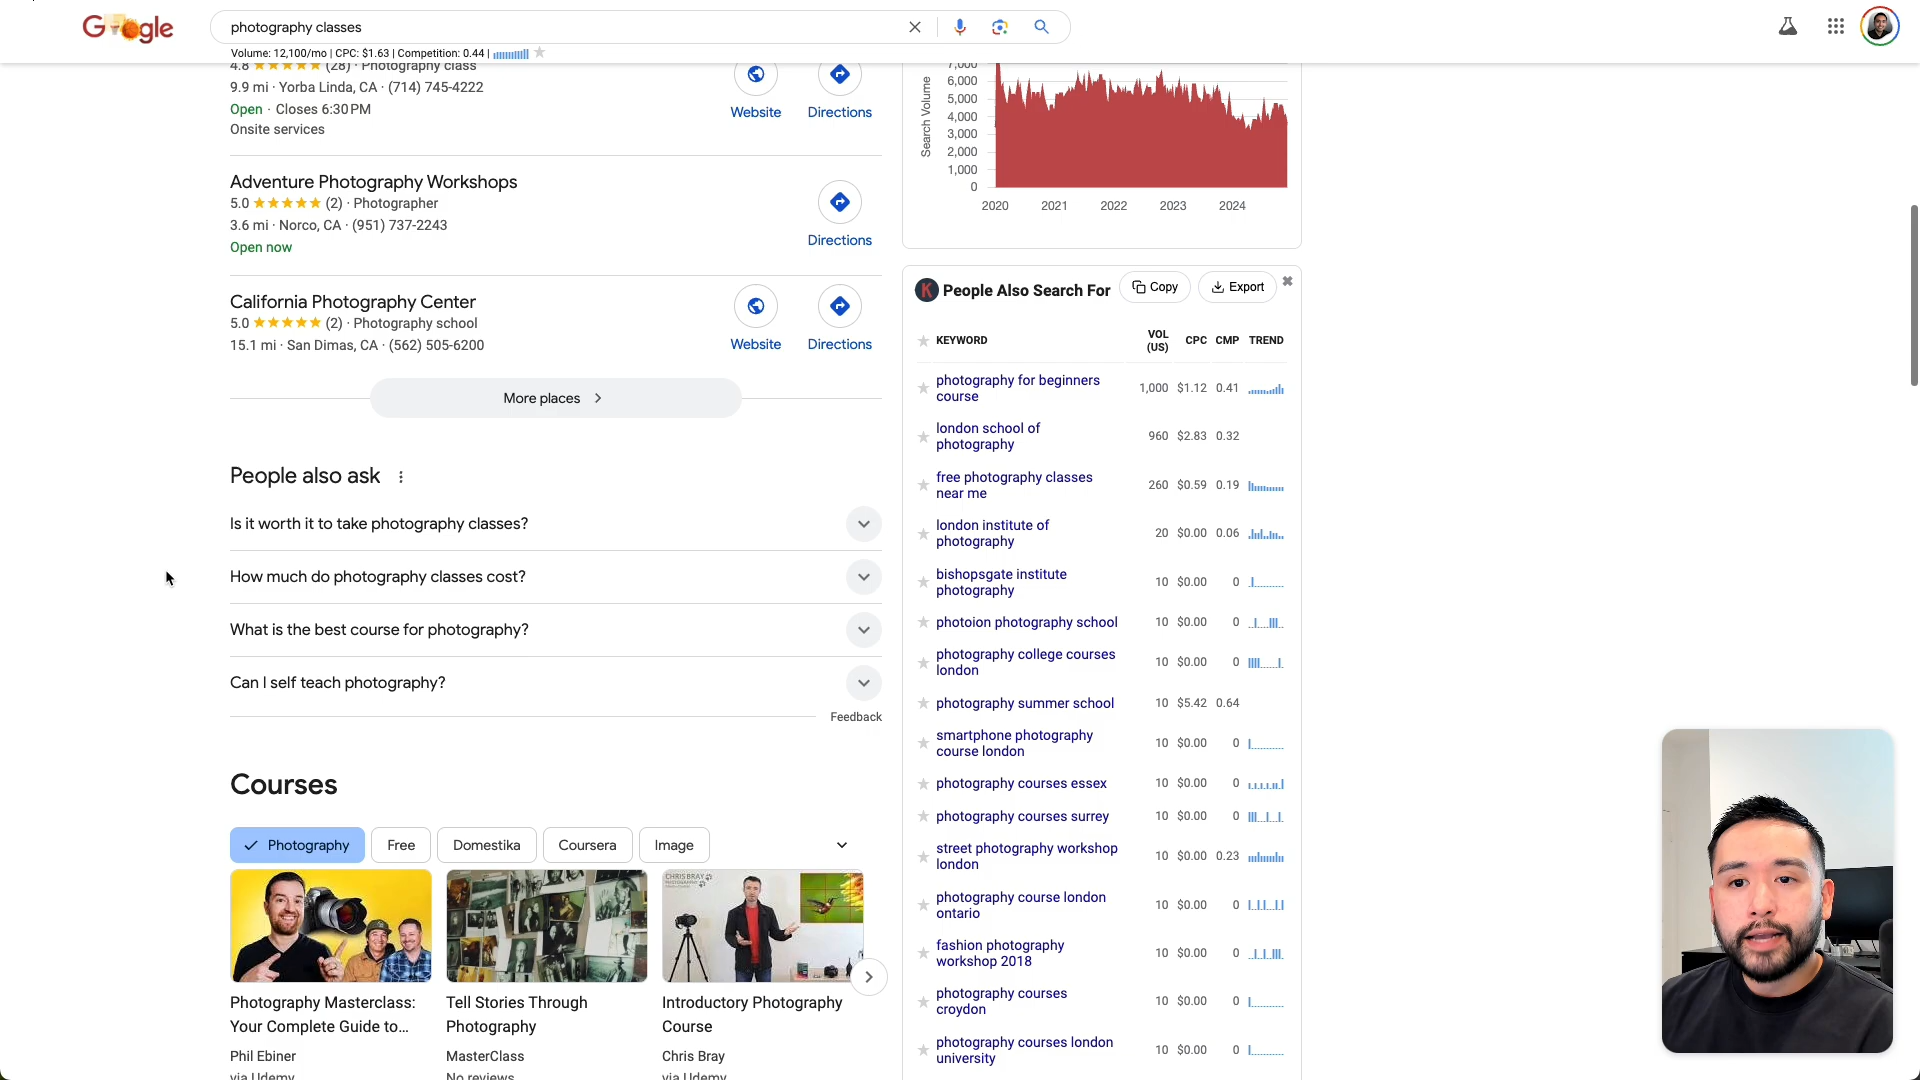 Google
photography classes
Volume: 12,100/mo | CPC: $1.63 | Competition: 0.44 |
4.8 (28) · Photography class
9.9 mi · Yorba Linda, CA · (714) 745-4222
Open · Closes 6:30 PM
Onsite services
Website
Directions
Adventure Photography Workshops
5.0 (2) · Photographer
3.6 mi · Norco, CA · (951) 737-2243
Open now
Directions
California Photography Center
5.0 (2) · Photography school
15.1 mi · San Dimas, CA · (562) 505-6200
Website
Directions
More places
People also ask
Is it worth it to take photography classes?
How much do photography classes cost?
What is the best course for photography?
Can I self teach photography?
Feedback
Courses
Photography
Free
Domestika
Coursera
Image
CHRIS BRAY
Photography Masterclass:
Your Complete Guide to...
Phil Ebiner
via Udemy
Tell Stories Through
Photography
MasterClass
No reviews
Introductory Photography
Course
Chris Bray
via Udemy
Search Volume
7,000
6,000
5,000
4,000
3,000
2,000
1,000
0
2020
2021
2022
2023
2024
K
People Also Search For
Copy
Export
KEYWORD
VOL
(US)
CPC
CMP
TREND
photography for beginners
course
1,000 $1.12 0.41
london school of
photography
960 $2.83 0.32
free photography classes
near me
260 $0.59 0.19
london institute of
photography
20 $0.00 0.06
bishopsgate institute
photography
10 $0.00 0
photoion photography school
10 $0.00 0
photography college courses
london
10 $0.00 0
photography summer school
10 $5.42 0.64
smartphone photography
course london
10 $0.00 0
photography courses essex
10 $0.00 0
photography courses surrey
10 $0.00 0
street photography workshop
london
10 $0.00 0.23
photography course london
ontario
10 $0.00 0
fashion photography
workshop 2018
10 $0.00 0
photography courses
croydon
10 $0.00 0
photography courses london
university
10 $0.00 0